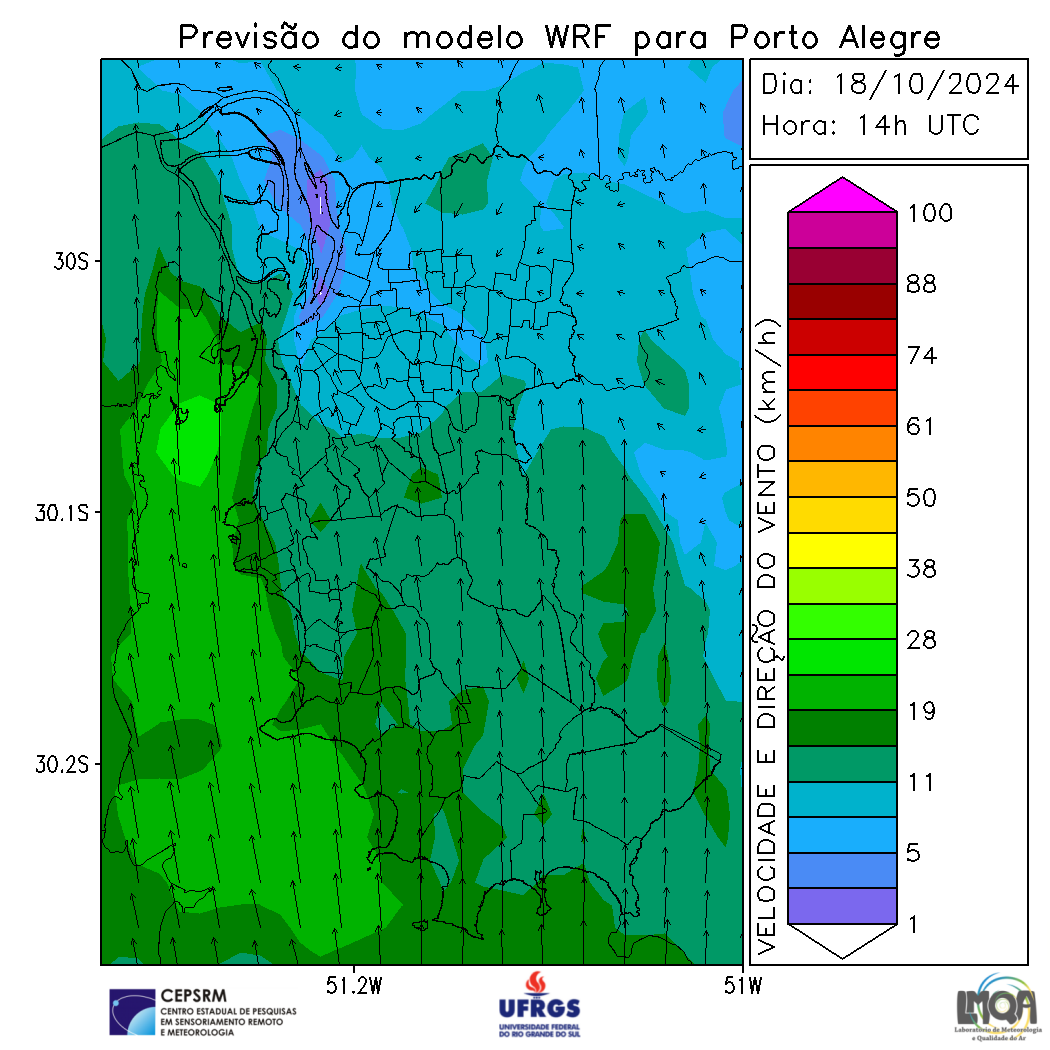 Previsão do modelo WRF para Porto Alegre
Dia: 18/10/2024
Hora: 14h UTC
30S
30.1S
30.2S
51.2W
51W
VELOCIDADE E DIREÇÃO DO VENTO (km/h)
100
88
74
61
50
38
28
19
11
5
1
CEPSRM
CENTRO ESTADUAL DE PESQUISAS
EM SENSORIAMENTO REMOTO
E METEOROLOGIA
UFRGS
UNIVERSIDADE FEDERAL
DO RIO GRANDE DO SUL
LMQA
Laboratório de Meteorologia
e Qualidade do Ar